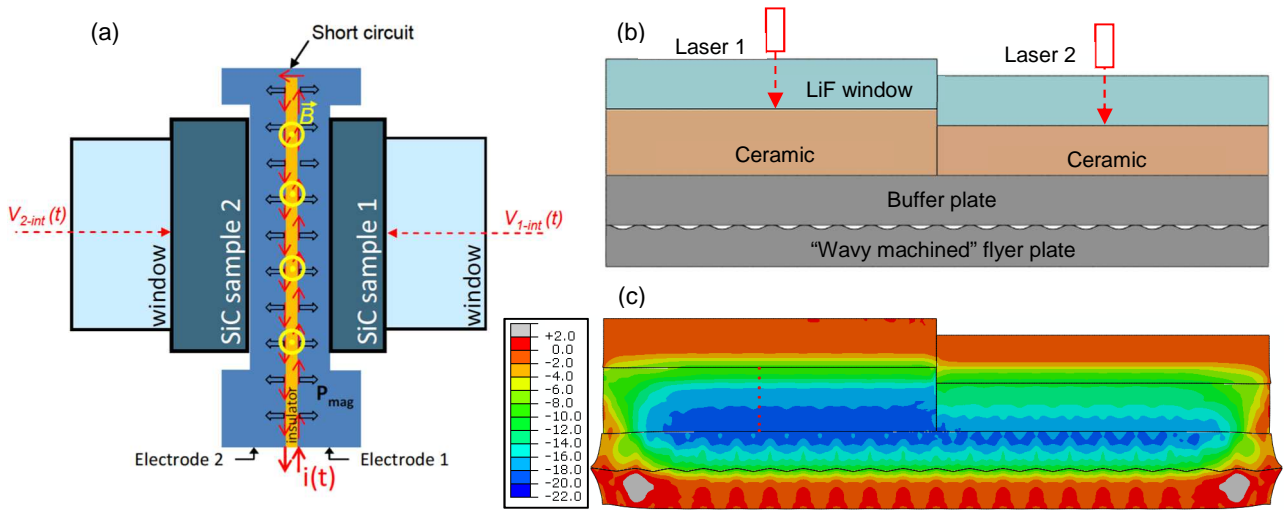 (a)
Short circuit
B
V2-int(t)
window
SiC sample 2
insulator
SiC sample 1
window
V1-int(t)
Pmag
Electrode 2
Electrode 1
i(t)
(b)
Laser 1
Laser 2
LiF window
Ceramic
Ceramic
Buffer plate
“Wavy machined” flyer plate
(c)
+2.0
0.0
-2.0
-4.0
-6.0
-8.0
-10.0
-12.0
-14.0
-16.0
-18.0
-20.0
-22.0